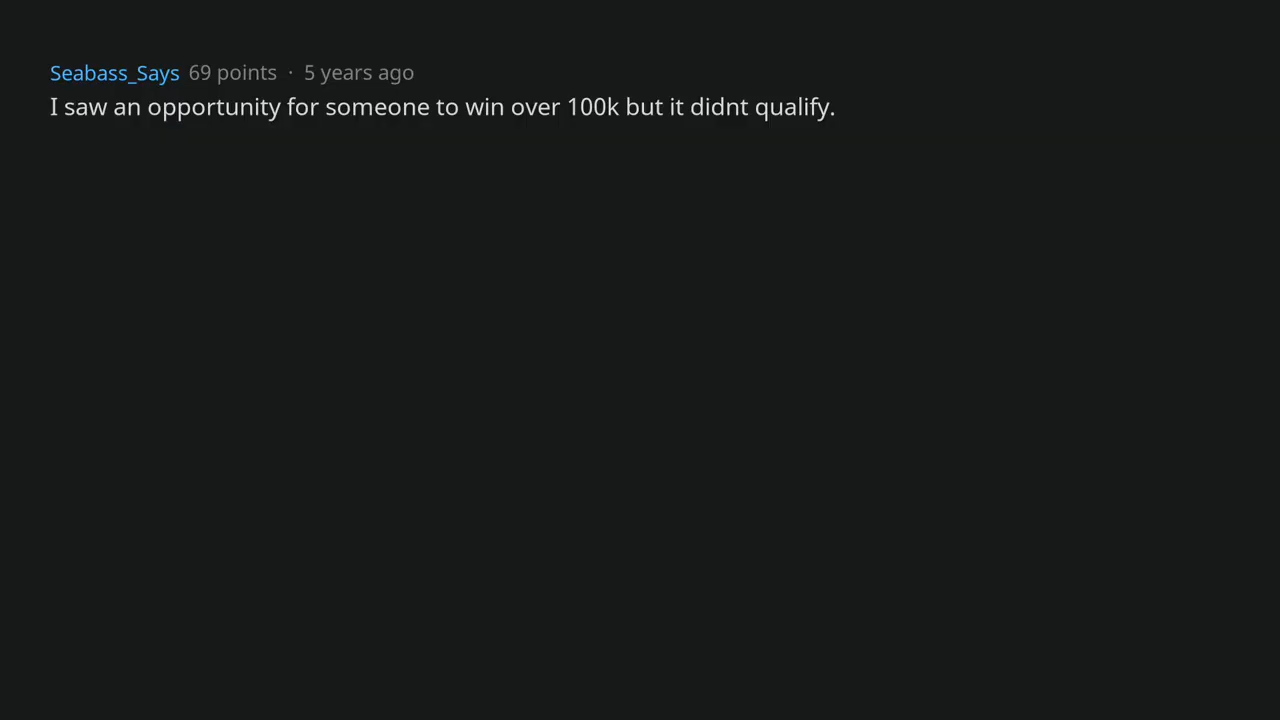 Seabass_Says 69 points · 5 years ago
I saw an opportunity for someone to win over 100k but it didnt qualify.